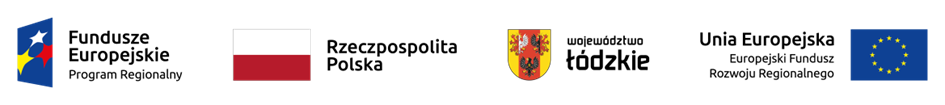 Fundusze
Europejskie
Program Regionalny
Rzeczpospolita
Polska
województwo
łódzkie
Unia Europejska
Europejski Fundusz
Rozwoju Regionalnego